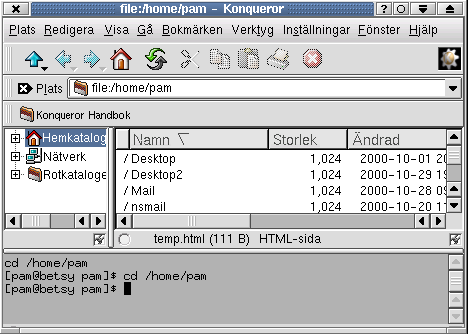 file:/home/pam – Konqueror
Plats Redigera Visa Gå Bokmärken Verktyg Inställningar Fönster Hjälp
Plats file:/home/pam
Konqueror Handbok
Hemkatalog
Nätverk
Rotkataloge
Namn Storlek Ändrad
/ Desktop 1,024 2000-10-01 20
/ Desktop2 1,024 2000-10-29 19
/ Mail 1,024 2000-10-28 09
/ nsmail 1,024 2000-10-20 11
temp.html (111 B) HTML-sida
cd /home/pam
[pam@betsy pam]$ cd /home/pam
[pam@betsy pam]$